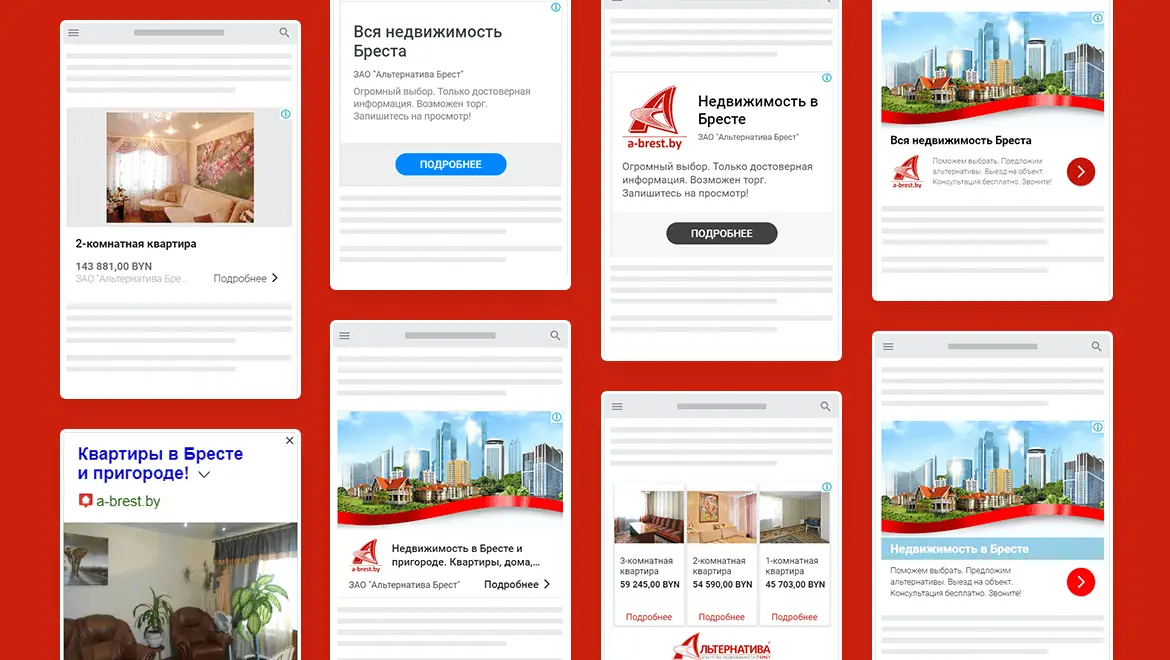 2-комнатная квартира
143 881,00 BYN
ЗАО "Альтернатива Бре...
Подробнее
Квартиры в Бресте
и пригороде!
a-brest.by
Вся недвижимость
Бреста
ЗАО "Альтернатива Брест"
Огромный выбор. Только достоверная
информация. Возможен торг.
Запишитесь на просмотр!
ПОДРОБНЕЕ
a-brest.by
Недвижимость в Бресте и
пригороде. Квартиры, дома,...
ЗАО "Альтернатива Брест"
Подробнее
a-brest.by
Недвижимость в
Бресте
ЗАО "Альтернатива Брест"
Огромный выбор. Только достоверная
информация. Возможен торг.
Запишитесь на просмотр!
ПОДРОБНЕЕ
3-комнатная
квартира
59 245,00 BYN
Подробнее
2-комнатная
квартира
54 590,00 BYN
Подробнее
1-комнатная
квартира
45 703,00 BYN
Подробнее
АЛЬТЕРНАТИВА
Вся недвижимость Бреста
a-brest.by
Поможем выбрать. Предложим
альтернативы. Выезд на объект.
Консультация бесплатно. Звоните!
Недвижимость в Бресте
Поможем выбрать. Предложим
альтернативы. Выезд на объект.
Консультация бесплатно. Звоните!